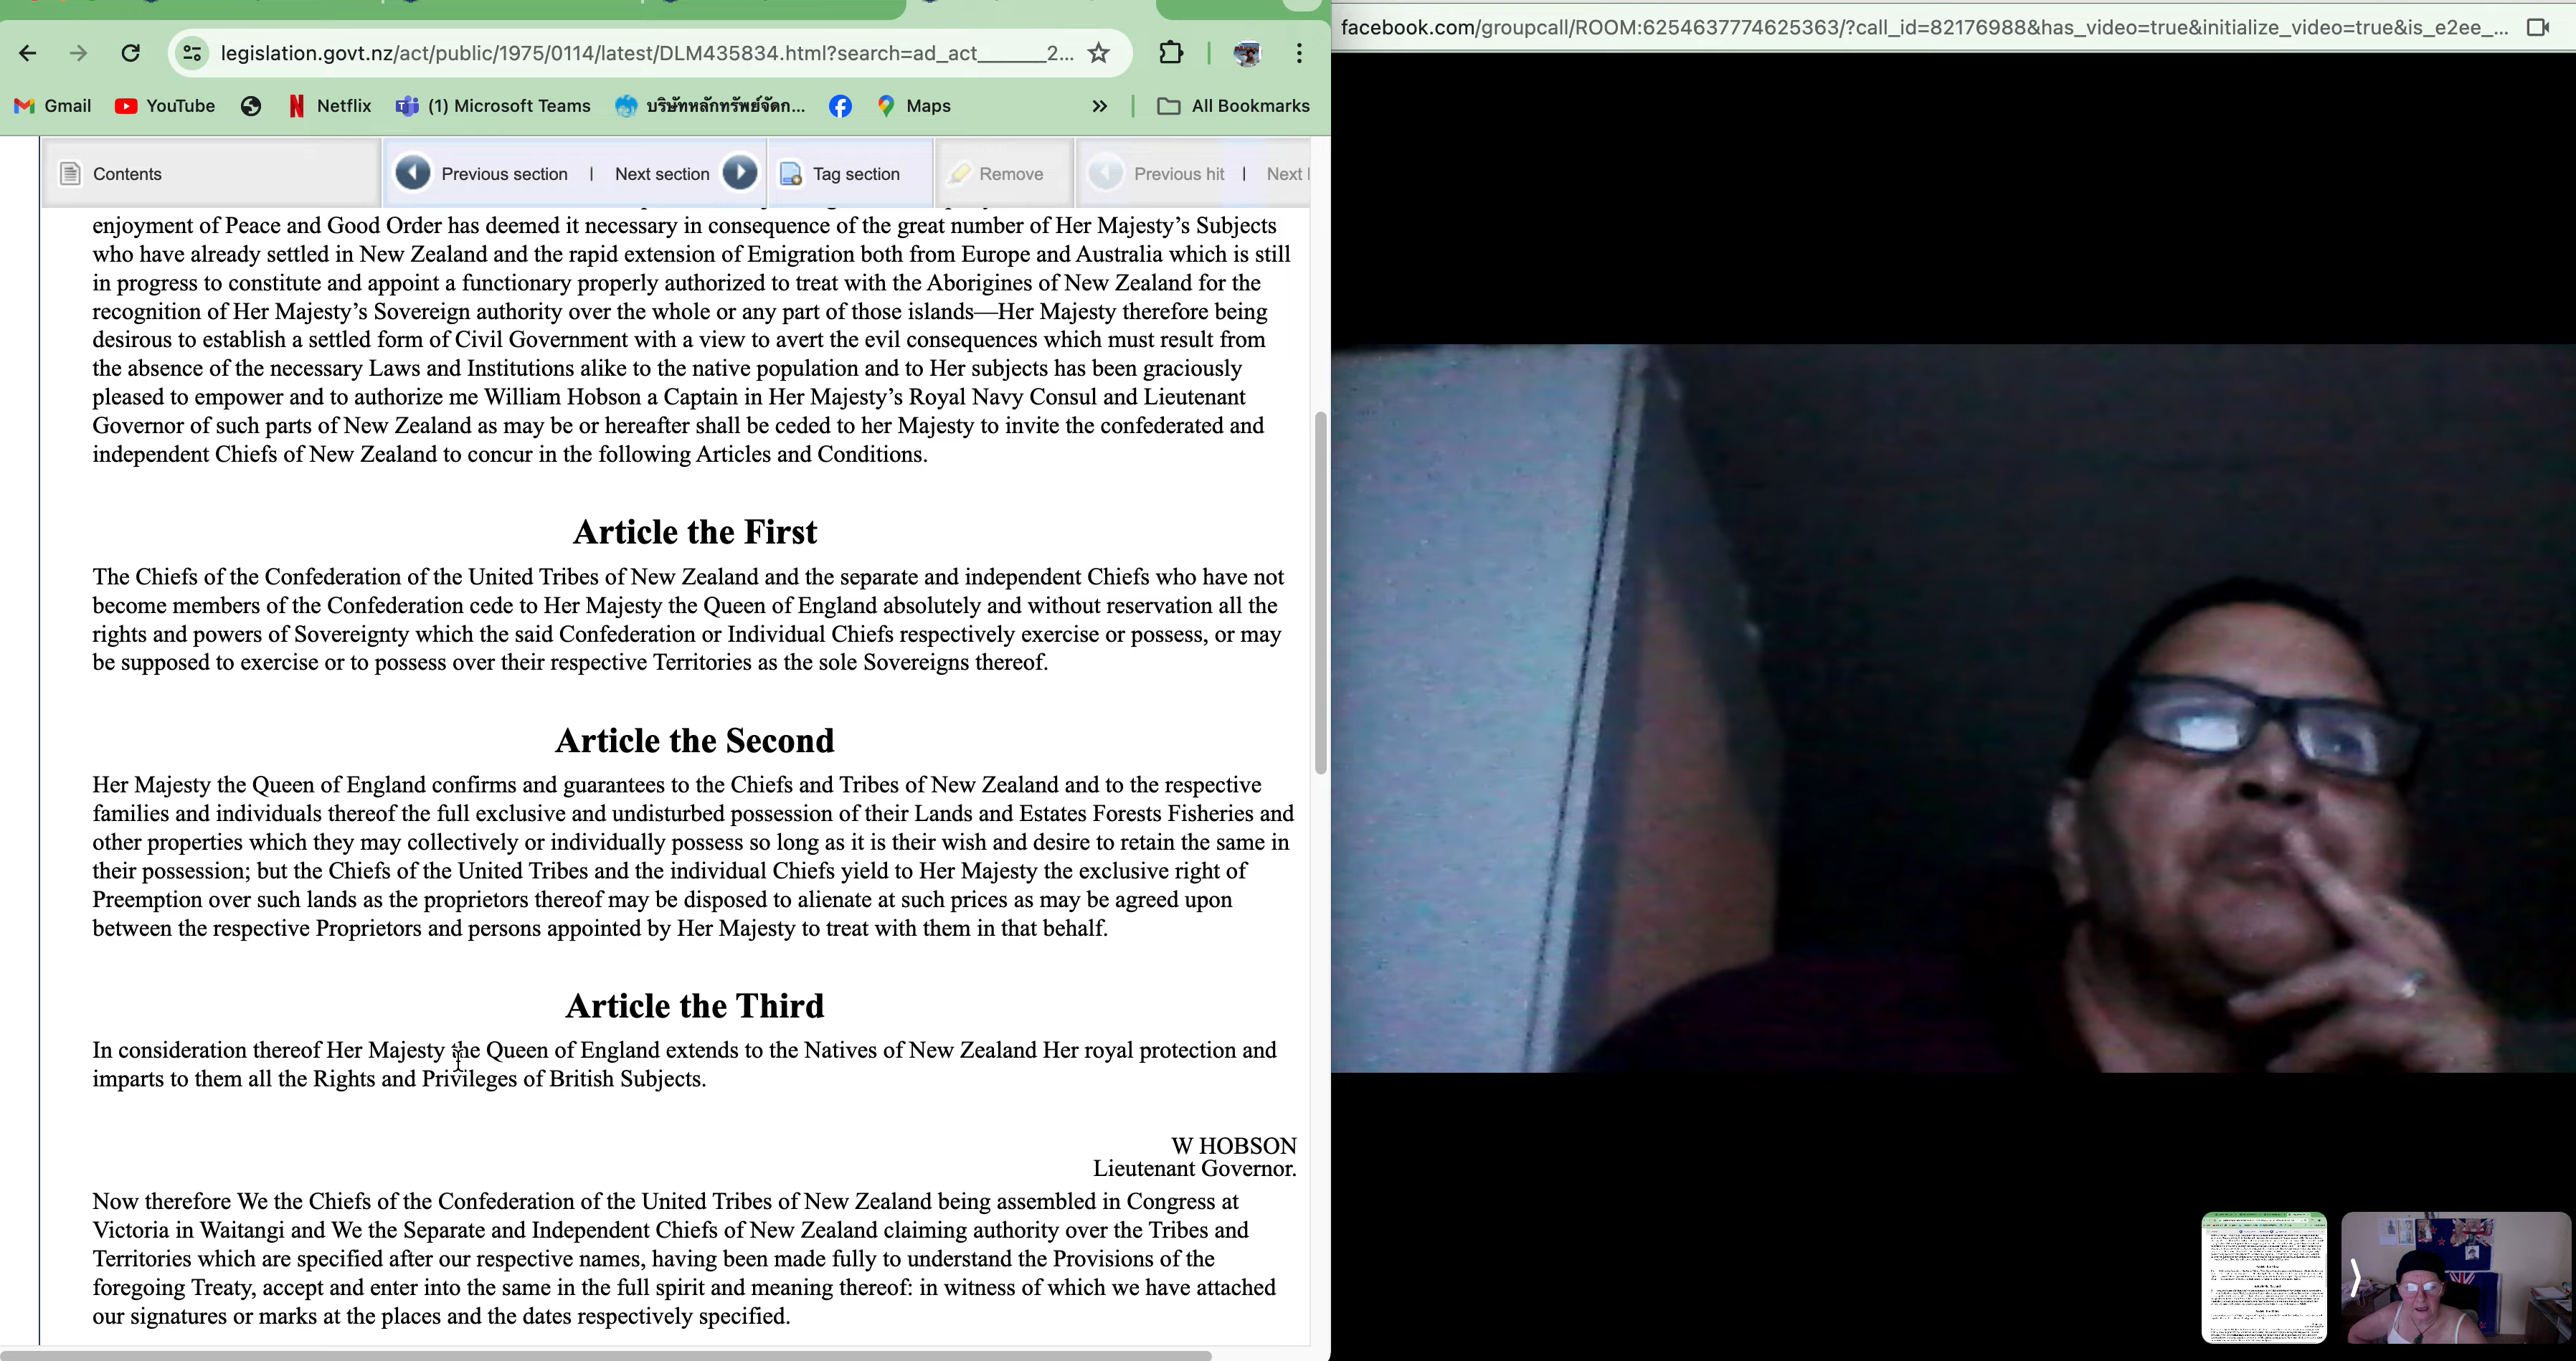 legislation.govt.nz/act/public/1975/0114/latest/DLM435834.html?search=ad_act______2...
facebook.com/groupcall/ROOM:6254637774625363/?call_id=82176988&has_video=true&initialize_video=true&is_e2ee_...
Gmail YouTube Netflix (1) Microsoft Teams บริษัทหลักทรัพย์จัดก... Maps » All Bookmarks
Contents Previous section | Next section Tag section Remove Previous hit | Next
enjoyment of Peace and Good Order has deemed it necessary in consequence of the great number of Her Majesty’s Subjects
who have already settled in New Zealand and the rapid extension of Emigration both from Europe and Australia which is still
in progress to constitute and appoint a functionary properly authorized to treat with the Aborigines of New Zealand for the
recognition of Her Majesty’s Sovereign authority over the whole or any part of those islands—Her Majesty therefore being
desirous to establish a settled form of Civil Government with a view to avert the evil consequences which must result from
the absence of the necessary Laws and Institutions alike to the native population and to Her subjects has been graciously
pleased to empower and to authorize me William Hobson a Captain in Her Majesty’s Royal Navy Consul and Lieutenant
Governor of such parts of New Zealand as may be or hereafter shall be ceded to her Majesty to invite the confederated and
independent Chiefs of New Zealand to concur in the following Articles and Conditions.
Article the First
The Chiefs of the Confederation of the United Tribes of New Zealand and the separate and independent Chiefs who have not
become members of the Confederation cede to Her Majesty the Queen of England absolutely and without reservation all the
rights and powers of Sovereignty which the said Confederation or Individual Chiefs respectively exercise or possess, or may
be supposed to exercise or to possess over their respective Territories as the sole Sovereigns thereof.
Article the Second
Her Majesty the Queen of England confirms and guarantees to the Chiefs and Tribes of New Zealand and to the respective
families and individuals thereof the full exclusive and undisturbed possession of their Lands and Estates Forests Fisheries and
other properties which they may collectively or individually possess so long as it is their wish and desire to retain the same in
their possession; but the Chiefs of the United Tribes and the individual Chiefs yield to Her Majesty the exclusive right of
Preemption over such lands as the proprietors thereof may be disposed to alienate at such prices as may be agreed upon
between the respective Proprietors and persons appointed by Her Majesty to treat with them in that behalf.
Article the Third
In consideration thereof Her Majesty the Queen of England extends to the Natives of New Zealand Her royal protection and
imparts to them all the Rights and Privileges of British Subjects.
W HOBSON
Lieutenant Governor.
Now therefore We the Chiefs of the Confederation of the United Tribes of New Zealand being assembled in Congress at
Victoria in Waitangi and We the Separate and Independent Chiefs of New Zealand claiming authority over the Tribes and
Territories which are specified after our respective names, having been made fully to understand the Provisions of the
foregoing Treaty, accept and enter into the same in the full spirit and meaning thereof: in witness of which we have attached
our signatures or marks at the places and the dates respectively specified.